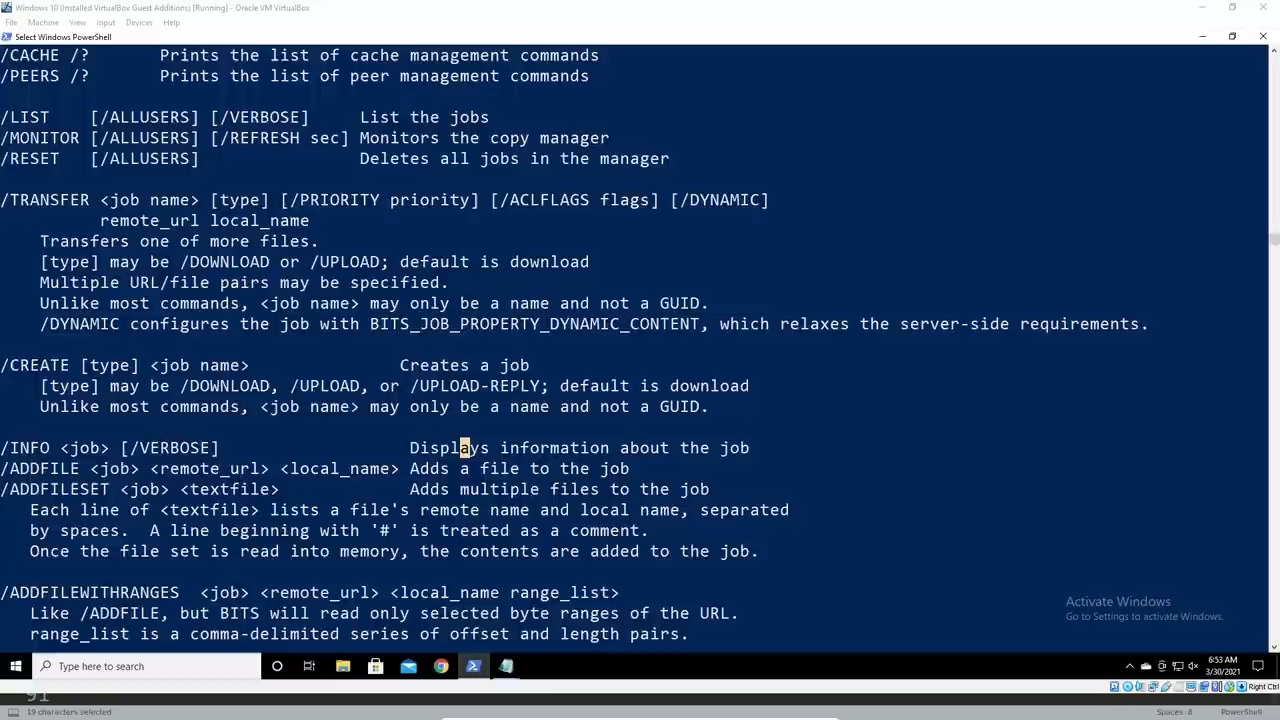 Windows 10 (Installed VirtualBox Guest Additions) [Running] - Oracle VM VirtualBox
File Machine View Input Devices Help
Select Windows PowerShell
/CACHE /? Prints the list of cache management commands
/PEERS /? Prints the list of peer management commands
/LIST [/ALLUSERS] [/VERBOSE] List the jobs
/MONITOR [/ALLUSERS] [/REFRESH sec] Monitors the copy manager
/RESET [/ALLUSERS] Deletes all jobs in the manager
/TRANSFER <job name> [type] [/PRIORITY priority] [/ACLFLAGS flags] [/DYNAMIC]
remote_url local_name
Transfers one of more files.
[type] may be /DOWNLOAD or /UPLOAD; default is download
Multiple URL/file pairs may be specified.
Unlike most commands, <job name> may only be a name and not a GUID.
/DYNAMIC configures the job with BITS_JOB_PROPERTY_DYNAMIC_CONTENT, which relaxes the server-side requirements.
/CREATE [type] <job name> Creates a job
[type] may be /DOWNLOAD, /UPLOAD, or /UPLOAD-REPLY; default is download
Unlike most commands, <job name> may only be a name and not a GUID.
/INFO <job> [/VERBOSE] Displays information about the job
/ADDFILE <job> <remote_url> <local_name> Adds a file to the job
/ADDFILESET <job> <textfile> Adds multiple files to the job
Each line of <textfile> lists a file's remote name and local name, separated
by spaces. A line beginning with '#' is treated as a comment.
Once the file set is read into memory, the contents are added to the job.
/ADDFILEWITHRANGES <job> <remote_url> <local_name range_list>
Like /ADDFILE, but BITS will read only selected byte ranges of the URL.
range_list is a comma-delimited series of offset and length pairs.
Activate Windows
Go to Settings to activate Windows.
Type here to search
6:53 AM
3/30/2021
Right Ctrl
91
19 characters selected
Spaces: 8
PowerShell